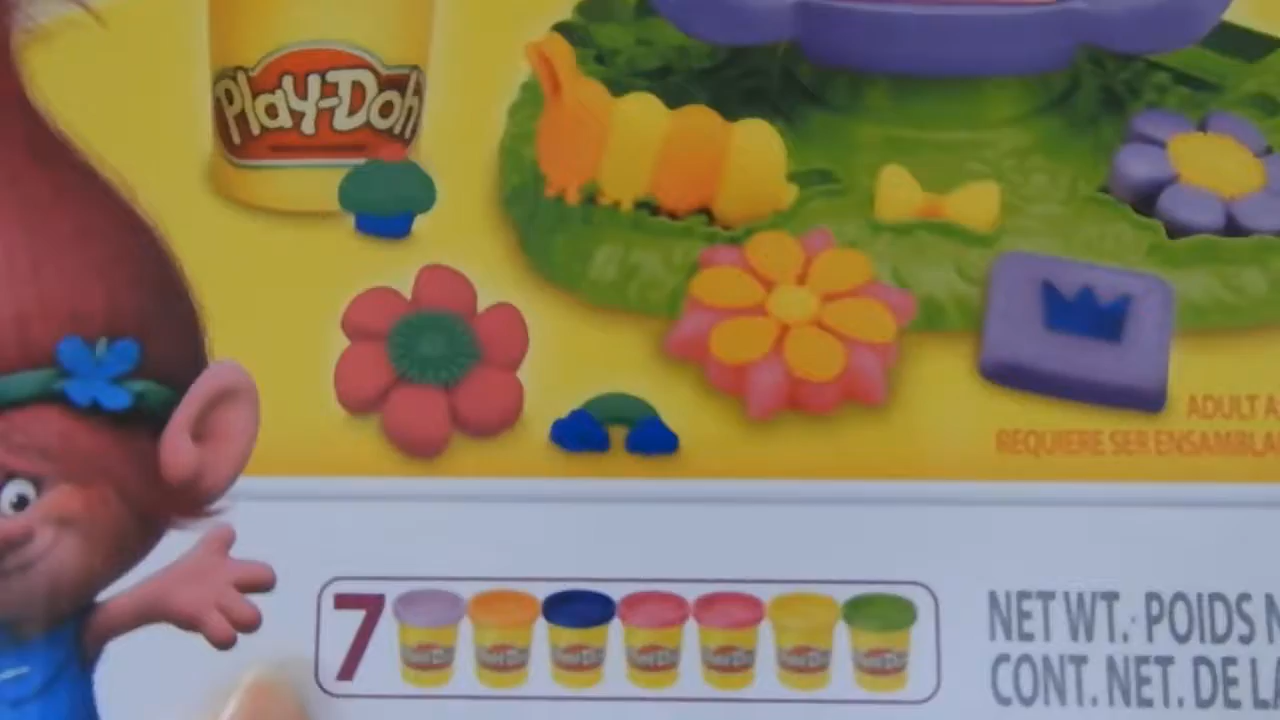 Play-Doh
ADULT A
REQUIERE SER ENSAMBLA
7
NET WT. · POIDS N
CONT. NET. DE LA